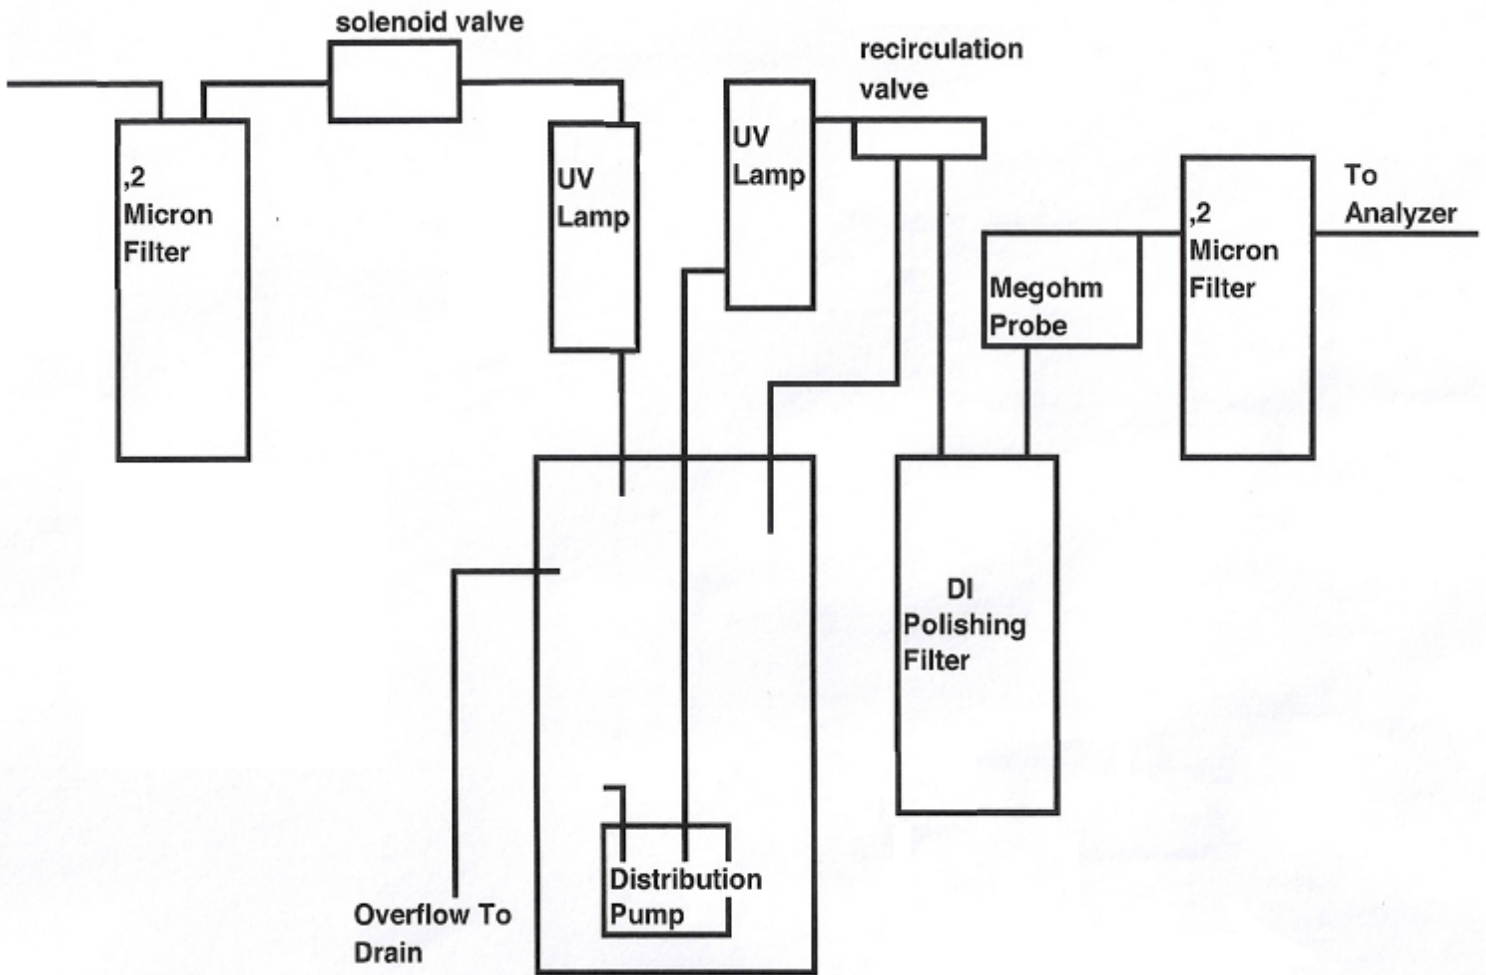 solenoid valve
recirculation
valve
,2
Micron
Filter
UV
Lamp
UV
Lamp
Megohm
Probe
,2
Micron
Filter
To
Analyzer
DI
Polishing
Filter
Distribution
Pump
Overflow To
Drain